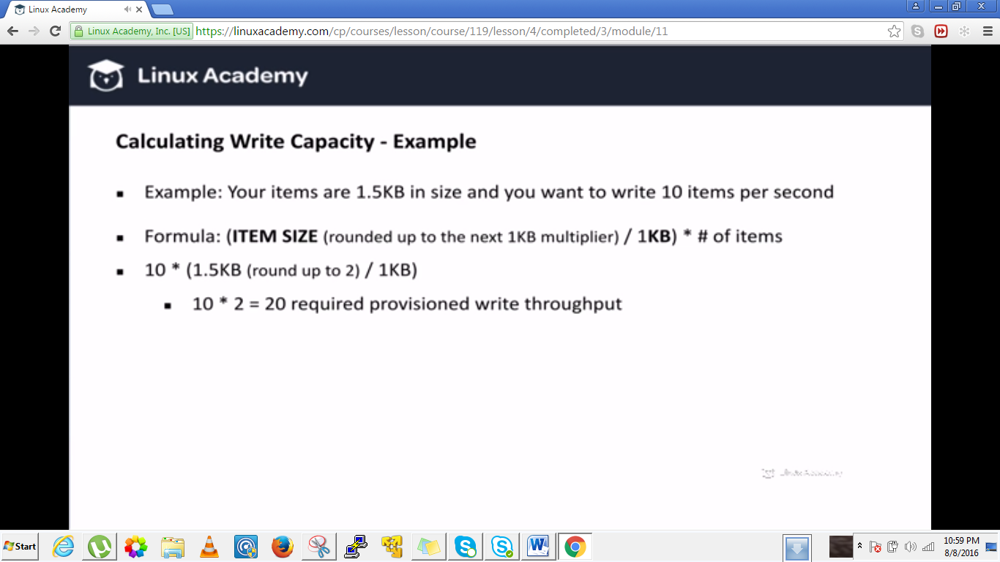 Linux Academy
Linux Academy, Inc. [US] https://linuxacademy.com/cp/courses/lesson/course/119/lesson/4/completed/3/module/11
Linux Academy
Calculating Write Capacity - Example
▪ Example: Your items are 1.5KB in size and you want to write 10 items per second
▪ Formula: (ITEM SIZE (rounded up to the next 1KB multiplier) / 1KB) * # of items
▪ 10 * (1.5KB (round up to 2) / 1KB)
▪ 10 * 2 = 20 required provisioned write throughput
Linux Academy
Start
10:59 PM
8/8/2016